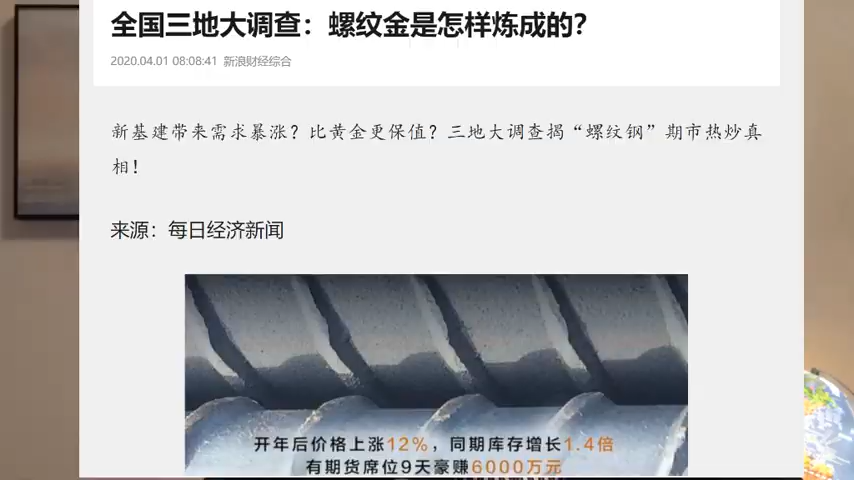 全国三地大调查：螺纹金是怎样炼成的？
2020.04.01 08:08:41 新浪财经综合
新基建带来需求暴涨？比黄金更保值？三地大调查揭“螺纹钢”期市热炒真
相！
来源：每日经济新闻
开年后价格上涨12%，同期库存增长1.4倍
有期货席位9天豪赚6000万元